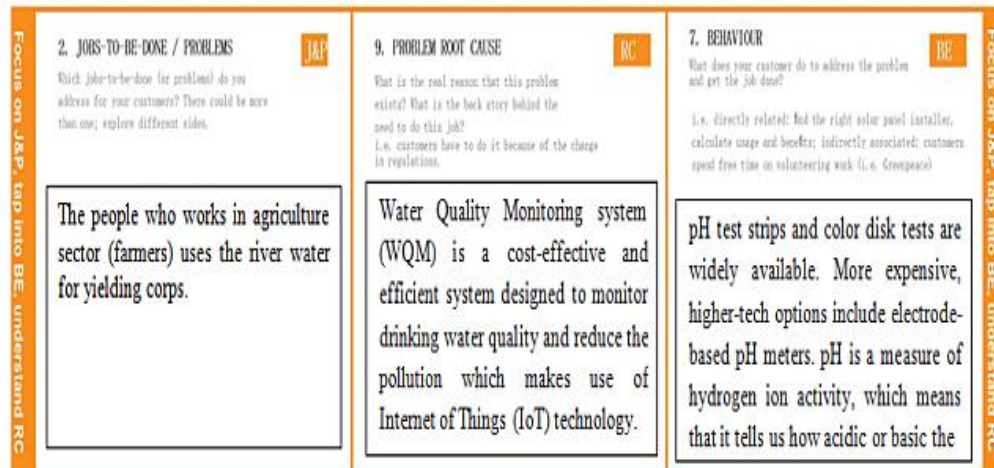 Focus on J&P, tap into BE, understand RC
2. JOBS-TO-BE-DONE / PROBLEMS
J&P
Which jobs-to-be-done (or problems) do you
address for your customers? There could be more
than one; explore different sides.
The people who works in agriculture
sector (farmers) uses the river water
for yielding corps.
9. PROBLEM ROOT CAUSE
RC
What is the real reason that this problem
exists? What is the back story behind the
need to do this job?
i.e. customers have to do it because of the change
in regulations.
Water Quality Monitoring system
(WQM) is a cost-effective and
efficient system designed to monitor
drinking water quality and reduce the
pollution which makes use of
Internet of Things (IoT) technology.
7. BEHAVIOUR
BE
What does your customer do to address the problem
and get the job done?
i.e. directly related: find the right solar panel installer,
calculate usage and benefits; indirectly associated: customers
spend free time on volunteering work (i.e. Greenpeace)
pH test strips and color disk tests are
widely available. More expensive,
higher-tech options include electrode-
based pH meters. pH is a measure of
hydrogen ion activity, which means
that it tells us how acidic or basic the
Focus on J&P, tap into BE, understand RC